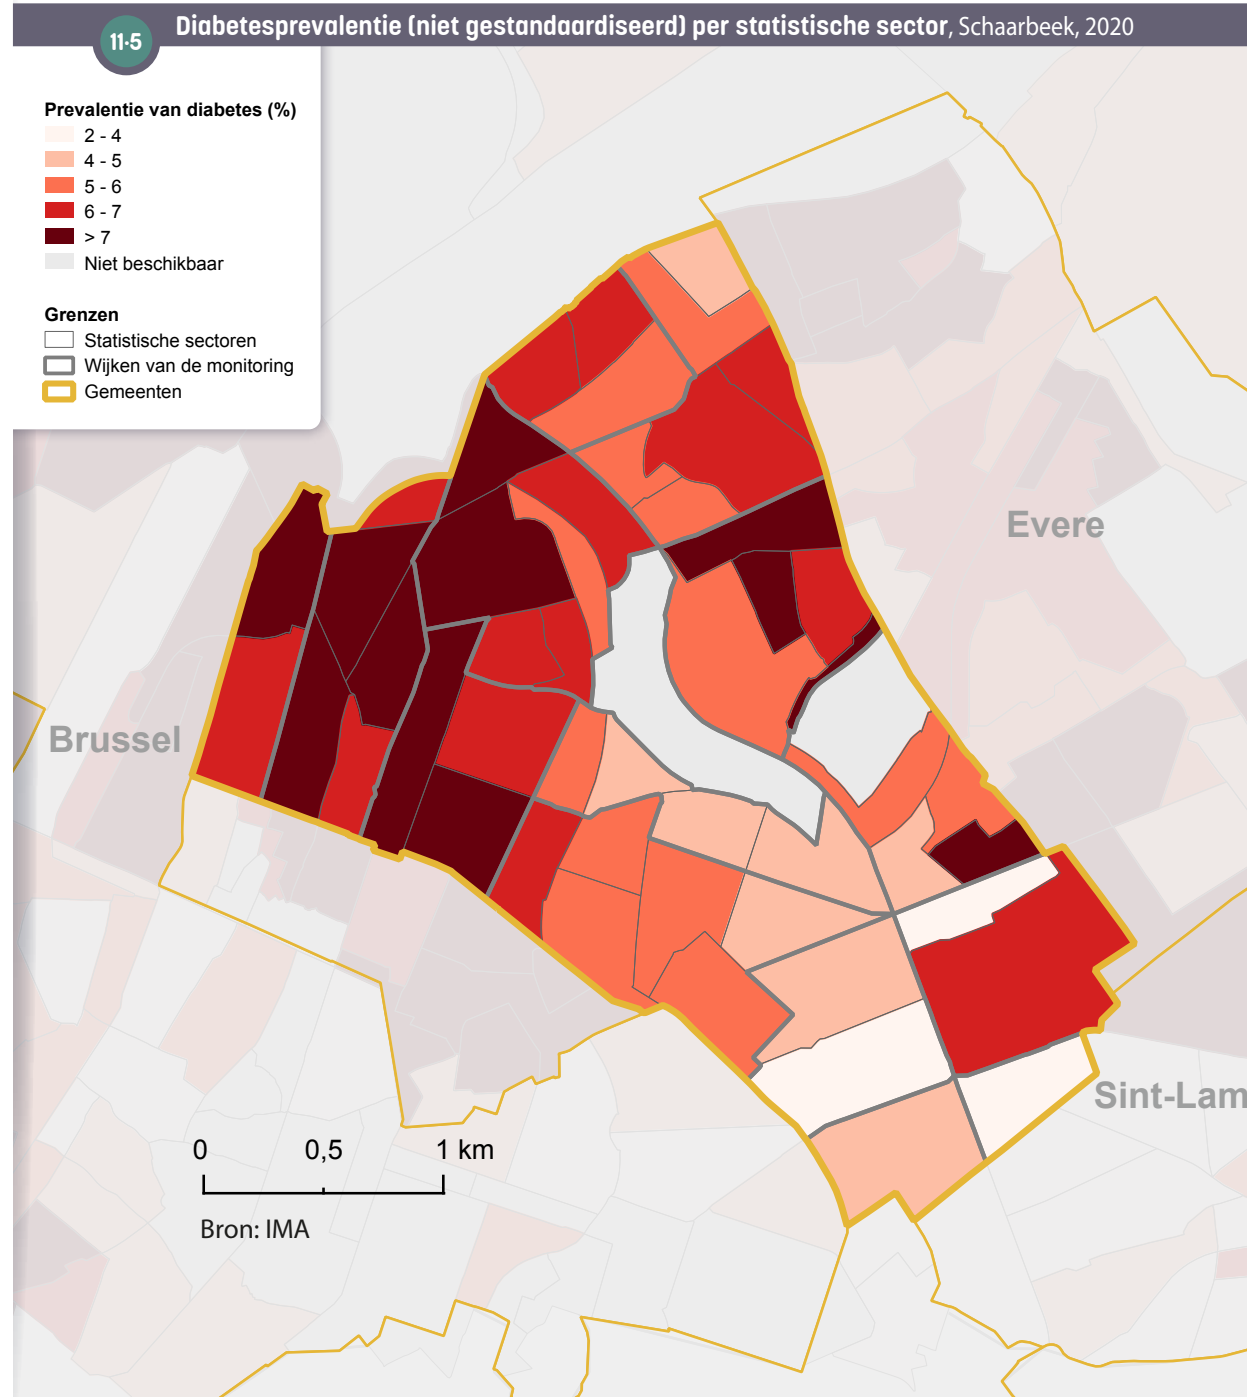 11·5
Diabetesprevalentie (niet gestandaardiseerd) per statistische sector, Schaarbeek, 2020
Prevalentie van diabetes (%)
2 - 4
4 - 5
5 - 6
6 - 7
> 7
Niet beschikbaar
Grenzen
Statistische sectoren
Wijken van de monitoring
Gemeenten
Evere
Brussel
Sint-Lam
0 0,5 1 km
Bron: IMA